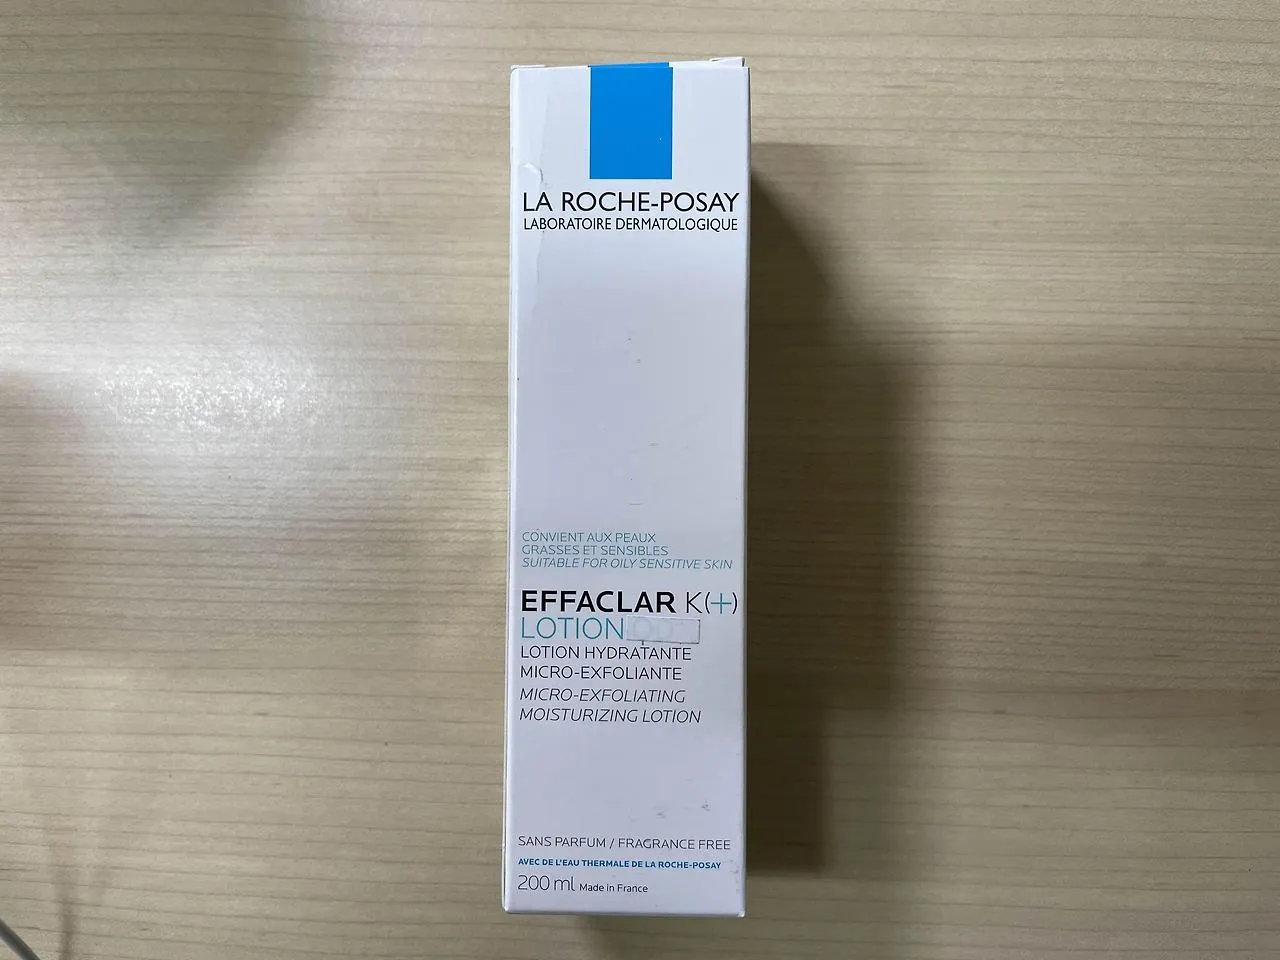 LA ROCHE-POSAY
LABORATOIRE DERMATOLOGIQUE
CONVIENT AUX PEAUX
GRASSES ET SENSIBLES
SUITABLE FOR OILY SENSITIVE SKIN
EFFACLAR K(+)
LOTION
LOTION HYDRATANTE
MICRO-EXFOLIANTE
MICRO-EXFOLIATING
MOISTURIZING LOTION
SANS PARFUM / FRAGRANCE FREE
AVEC DE L'EAU THERMALE DE LA ROCHE-POSAY
200 ml Made in France